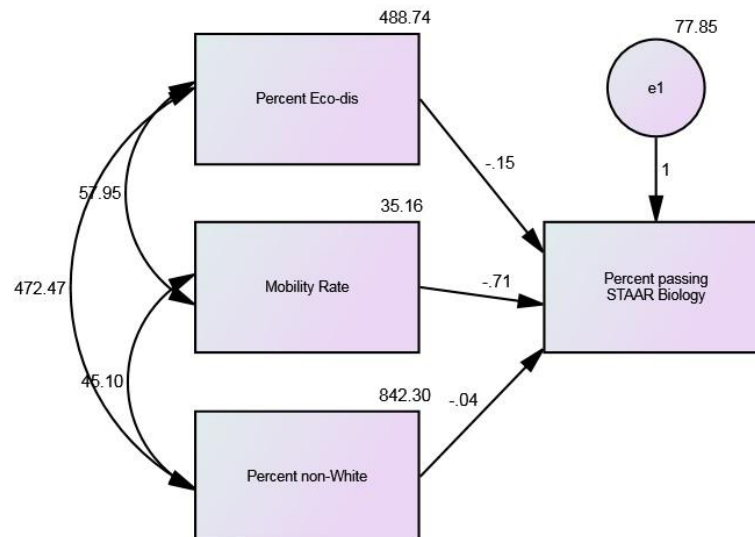 488.74
77.85
Percent Eco-dis
e1
-.15
1
57.95
35.16
Mobility Rate
-.71
Percent passing
STAAR Biology
472.47
45.10
842.30
-.04
Percent non-White